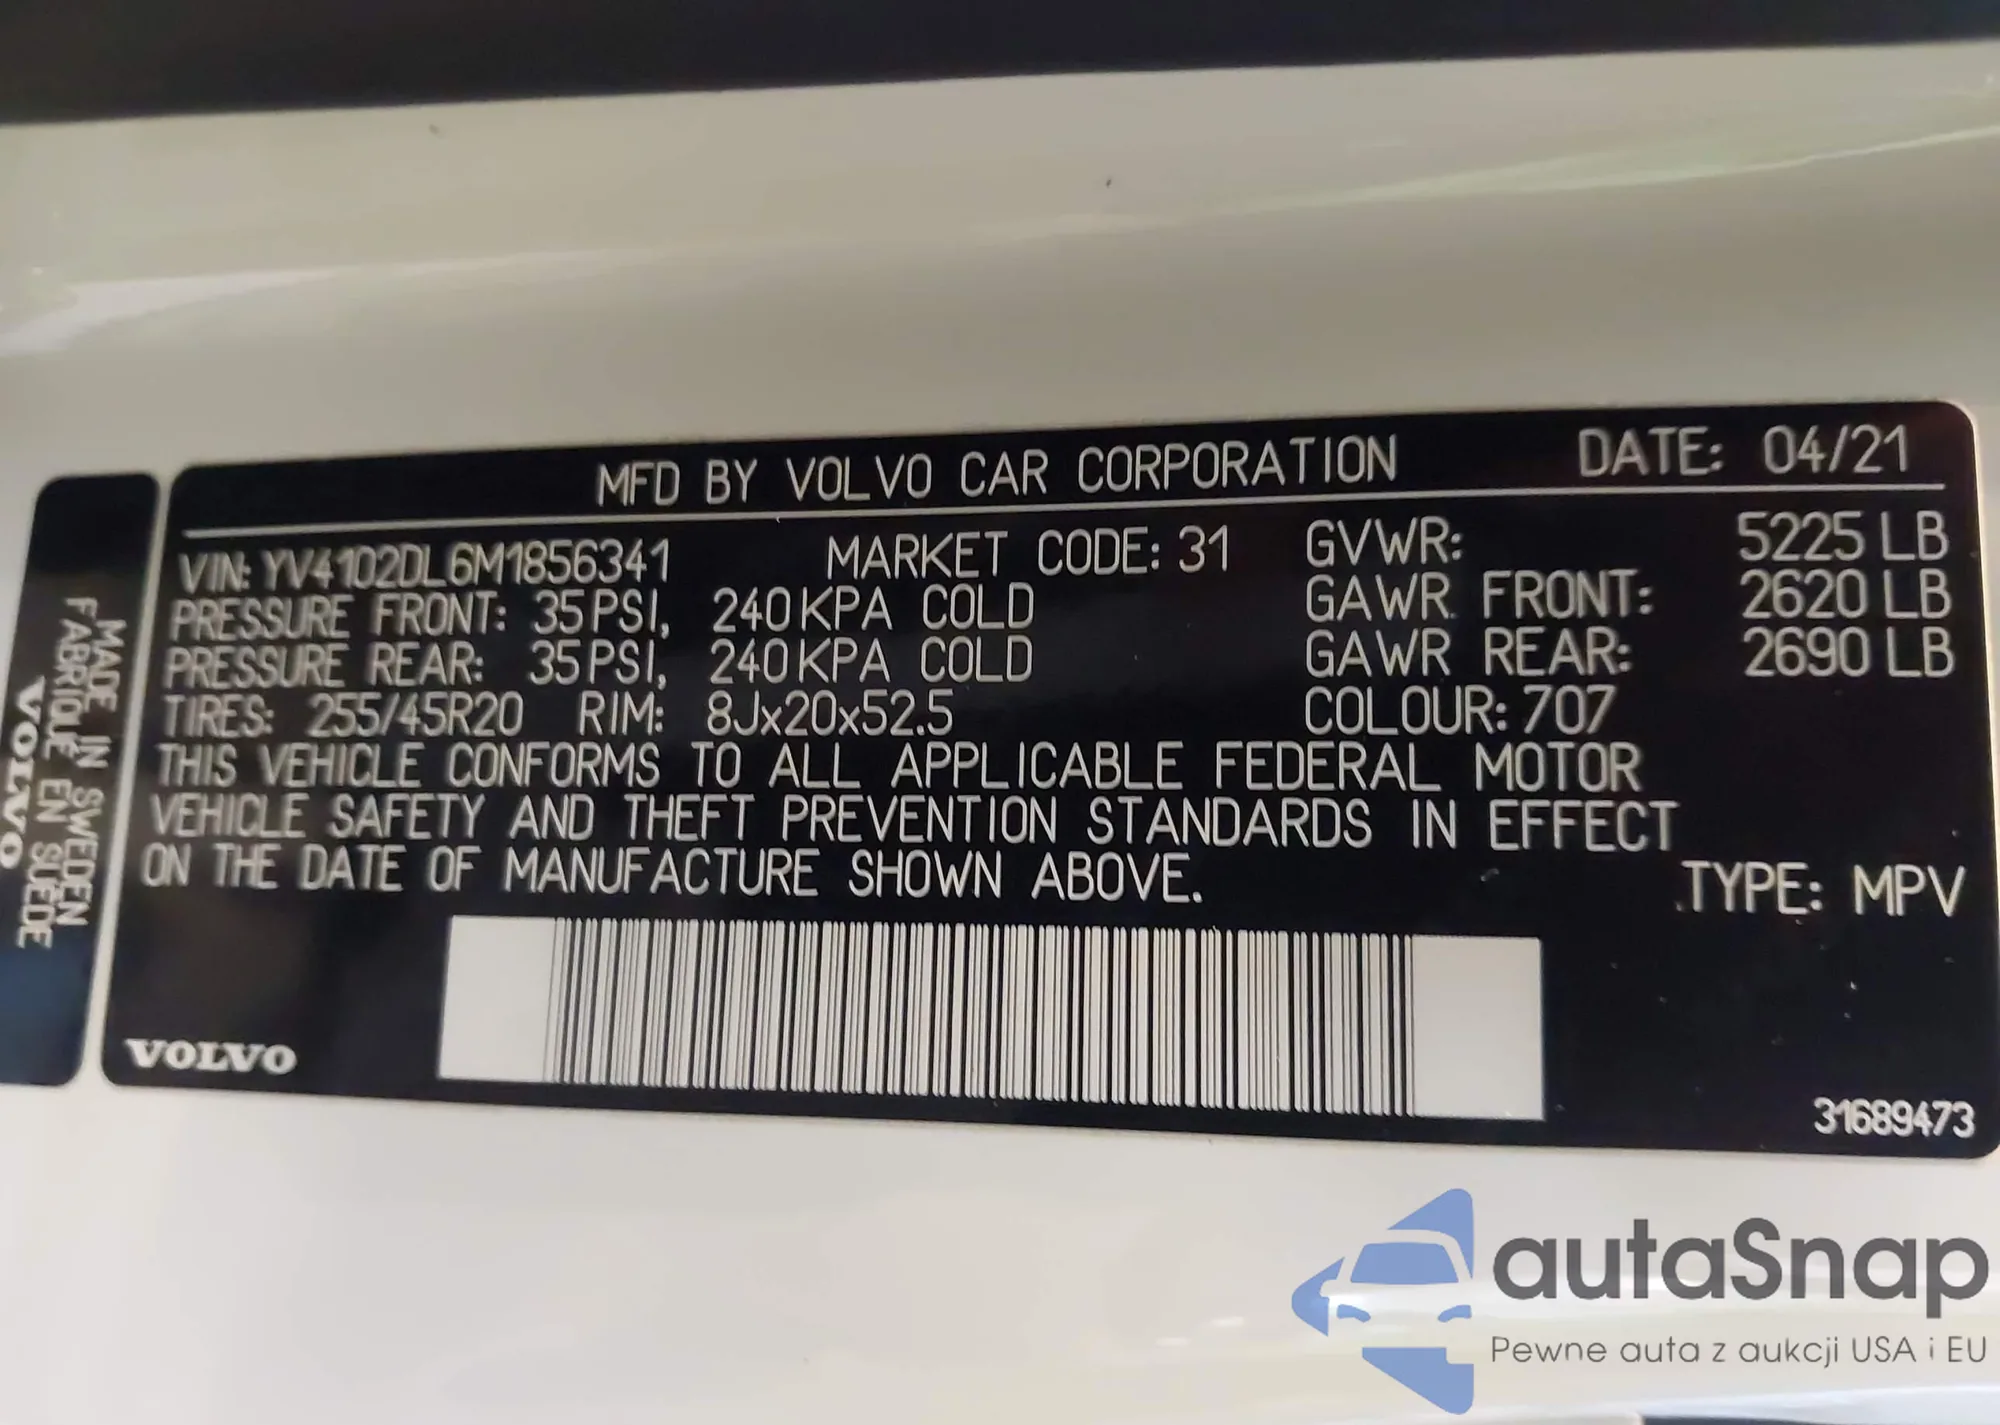 MFD BY VOLVO CAR CORPORATION DATE: 04/21
VIN: YV4102DL6M1856341 MARKET CODE: 31 GVWR: 5225 LB
PRESSURE FRONT: 35 PSI, 240 KPA COLD GAWR FRONT: 2620 LB
PRESSURE REAR: 35 PSI, 240 KPA COLD GAWR REAR: 2690 LB
TIRES: 255/45R20 RIM: 8Jx20x52.5 COLOUR: 707
THIS VEHICLE CONFORMS TO ALL APPLICABLE FEDERAL MOTOR
VEHICLE SAFETY AND THEFT PREVENTION STANDARDS IN EFFECT
ON THE DATE OF MANUFACTURE SHOWN ABOVE.
TYPE: MPV
VOLVO
31689473
MADE IN SWEDEN
FABRIQUE EN SUEDE
VOLVO
autaSnap
Pewne auta z aukcji USA i EU